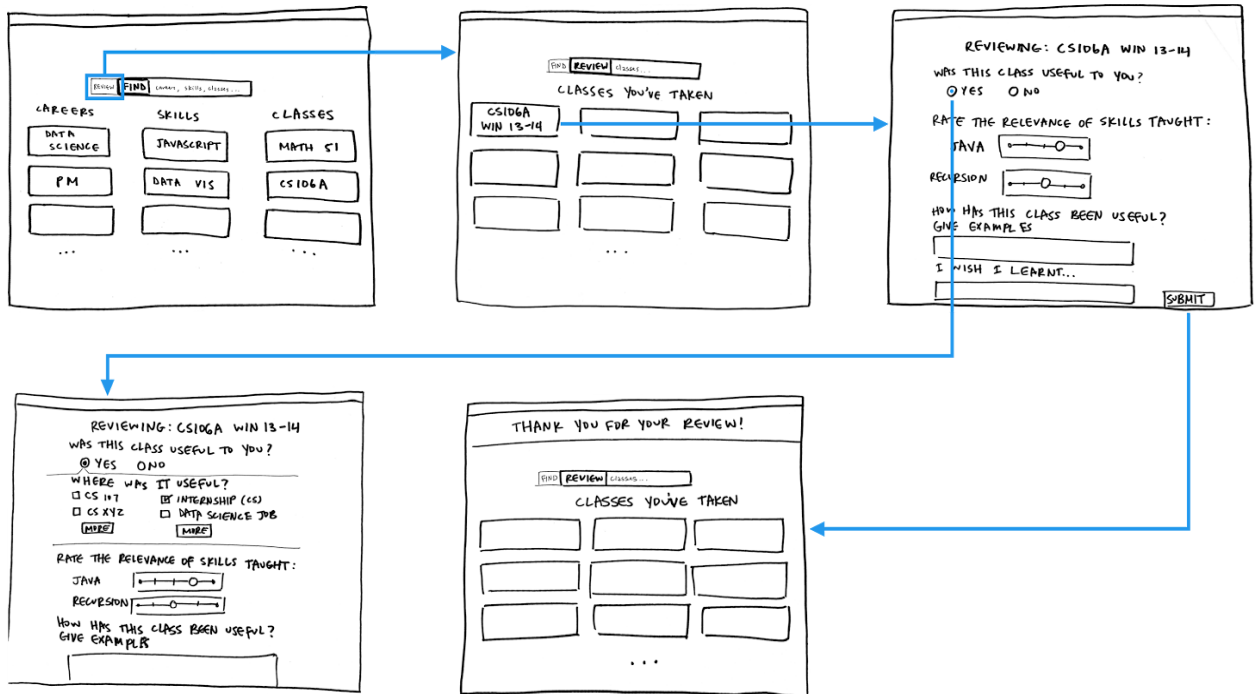 REVIEW FIND careers, skills, classes...
CAREERS SKILLS CLASSES
DATA SCIENCE JAVASCRIPT MATH 51
PM DATA VIS CS106A
... ... ...
FIND REVIEW classes...
CLASSES YOU'VE TAKEN
CS106A
WIN 13-14
...
REVIEWING: CS106A WIN 13-14
WAS THIS CLASS USEFUL TO YOU?
YES NO
RATE THE RELEVANCE OF SKILLS TAUGHT:
JAVA
RECURSION
HOW HAS THIS CLASS BEEN USEFUL?
GIVE EXAMPLES
I WISH I LEARNT...
SUBMIT
REVIEWING: CS106A WIN 13-14
WAS THIS CLASS USEFUL TO YOU?
YES NO
WHERE WAS IT USEFUL?
CS 107 INTERNSHIP (CS)
CS XYZ DATA SCIENCE JOB
MORE MORE
RATE THE RELEVANCE OF SKILLS TAUGHT:
JAVA
RECURSION
HOW HAS THIS CLASS BEEN USEFUL?
GIVE EXAMPLES
THANK YOU FOR YOUR REVIEW!
FIND REVIEW classes...
CLASSES YOU'VE TAKEN
...